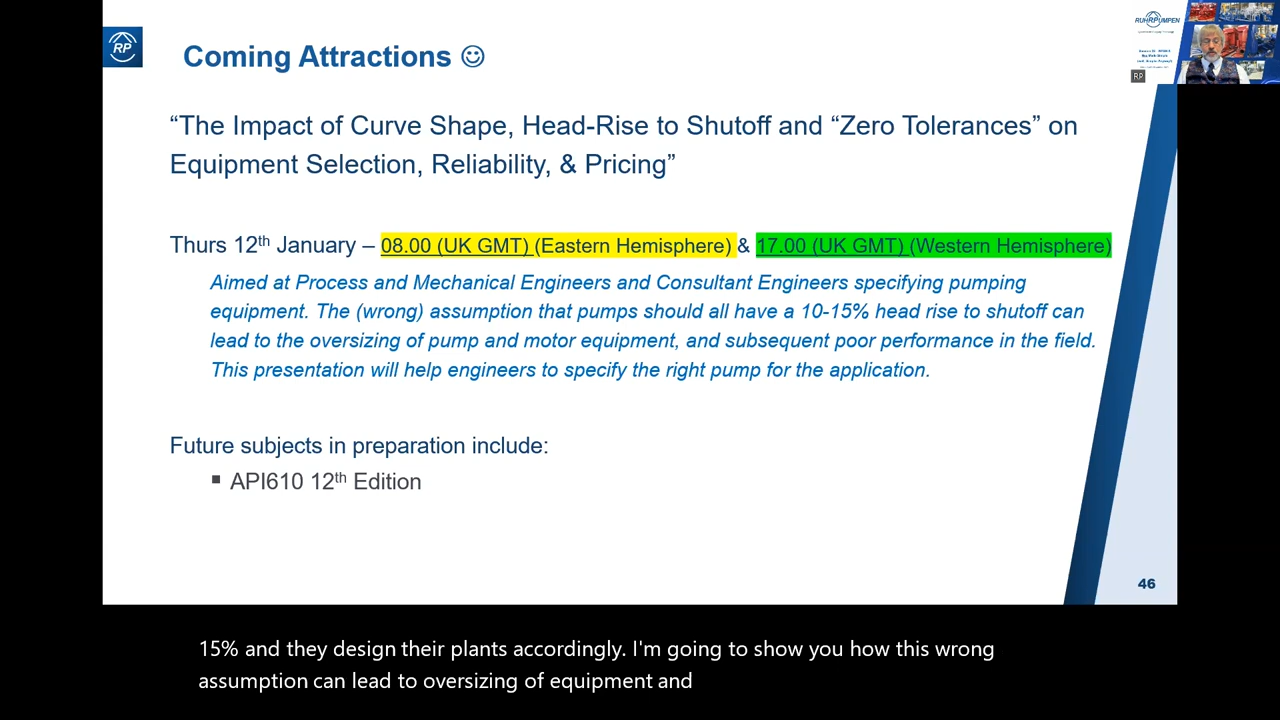 RP
Coming Attractions ☺
RUHRPUMPEN
RP
“The Impact of Curve Shape, Head-Rise to Shutoff and “Zero Tolerances” on
Equipment Selection, Reliability, & Pricing”
Thurs 12th January – 08.00 (UK GMT) (Eastern Hemisphere) & 17.00 (UK GMT) (Western Hemisphere)
Aimed at Process and Mechanical Engineers and Consultant Engineers specifying pumping
equipment. The (wrong) assumption that pumps should all have a 10-15% head rise to shutoff can
lead to the oversizing of pump and motor equipment, and subsequent poor performance in the field.
This presentation will help engineers to specify the right pump for the application.
Future subjects in preparation include:
▪ API610 12th Edition
46
15% and they design their plants accordingly. I'm going to show you how this wrong
assumption can lead to oversizing of equipment and